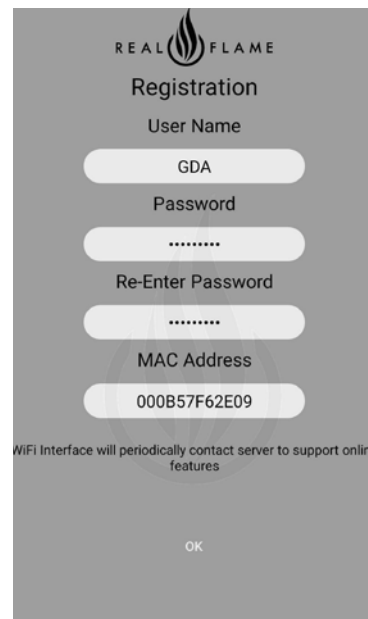 REAL FLAME
Registration
User Name
GDA
Password
•••••••••
Re-Enter Password
•••••••••
MAC Address
000B57F62E09
WiFi Interface will periodically contact server to support onlin
features
OK